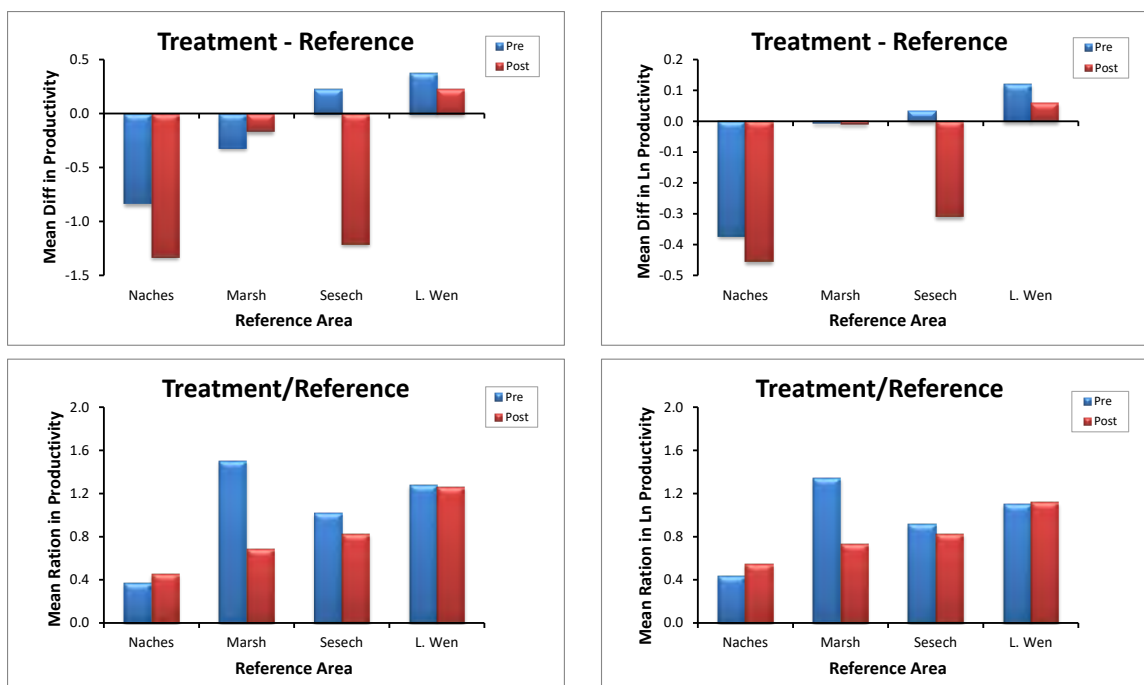 Treatment - Reference
Pre
Post
Mean Diff in Productivity
0.5
0.0
-0.5
-1.0
-1.5
Naches Marsh Sesech L. Wen
Reference Area
Treatment - Reference
Pre
Post
Mean Diff in Ln Productivity
0.2
0.1
0.0
-0.1
-0.2
-0.3
-0.4
-0.5
Naches Marsh Sesech L. Wen
Reference Area
Treatment/Reference
Pre
Post
Mean Ration in Productivity
2.0
1.6
1.2
0.8
0.4
0.0
Naches Marsh Sesech L. Wen
Reference Area
Treatment/Reference
Pre
Post
Mean Ration in Ln Productivity
2.0
1.6
1.2
0.8
0.4
0.0
Naches Marsh Sesech L. Wen
Reference Area